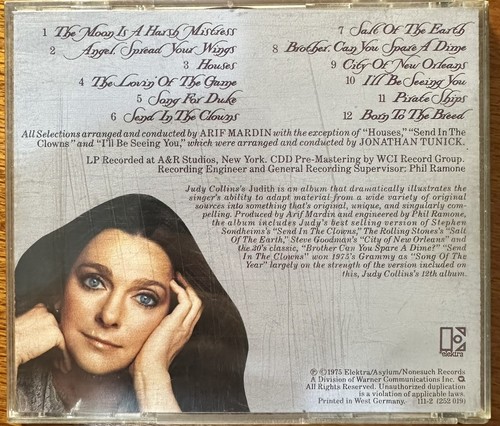 1 The Moon Is A Harsh Mistress
2 Angel, Spread Your Wings
3 Houses
4 The Lovin' Of The Game
5 Song For Duke
6 Send In The Clowns
7 Salt Of The Earth
8 Brother, Can You Spare A Dime
9 City Of New Orleans
10 I'll Be Seeing You
11 Pirate Ships
12 Born To The Breed
All Selections arranged and conducted by ARIF MARDIN with the exception of "Houses," "Send In The
Clowns" and "I'll Be Seeing You," which were arranged and conducted by JONATHAN TUNICK.
LP Recorded at A&R Studios, New York. CDD Pre-Mastering by WCI Record Group.
Recording Engineer and General Recording Supervisor: Phil Ramone
Judy Collins's Judith is an album that dramatically illustrates the
singer's ability to adapt material from a wide variety of original
sources into something that's original, unique, and singularly com-
pelling. Produced by Arif Mardin and engineered by Phil Ramone,
the album includes Judy's best selling version of Stephen
Sondheims's "Send In The Clowns," The Rolling Stones's "Salt
Of The Earth," Steve Goodman's "City of New Orleans" and
the 30's classic, "Brother Can You Spare A Dime?" "Send
In The Clowns" won 1975's Grammy as "Song Of The
Year" largely on the strength of the version included on
this, Judy Collins's 12th album.
elektra
℗©1975 Elektra/Asylum/Nonesuch Records
A Division of Warner Communications Inc.
All Rights Reserved. Unauthorized duplication
is a violation of applicable laws.
Printed in West Germany. 111-2 (252 019)